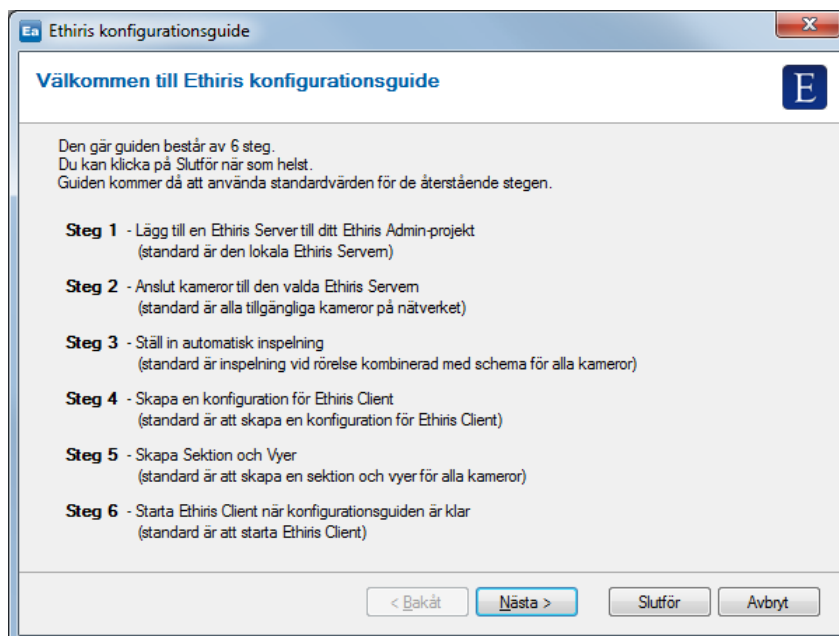 Ea Ethiris konfigurationsguide
Välkommen till Ethiris konfigurationsguide
E
Den gär guiden består av 6 steg.
Du kan klicka på Slutför när som helst.
Guiden kommer då att använda standardvärden för de återstående stegen.
Steg 1 - Lägg till en Ethiris Server till ditt Ethiris Admin-projekt
(standard är den lokala Ethiris Servern)
Steg 2 - Anslut kameror till den valda Ethiris Servern
(standard är alla tillgängliga kameror på nätverket)
Steg 3 - Ställ in automatisk inspelning
(standard är inspelning vid rörelse kombinerad med schema för alla kameror)
Steg 4 - Skapa en konfiguration för Ethiris Client
(standard är att skapa en konfiguration för Ethiris Client)
Steg 5 - Skapa Sektion och Vyer
(standard är att skapa en sektion och vyer för alla kameror)
Steg 6 - Starta Ethiris Client när konfigurationsguiden är klar
(standard är att starta Ethiris Client)
< Bakåt Nästa > Slutför Avbryt